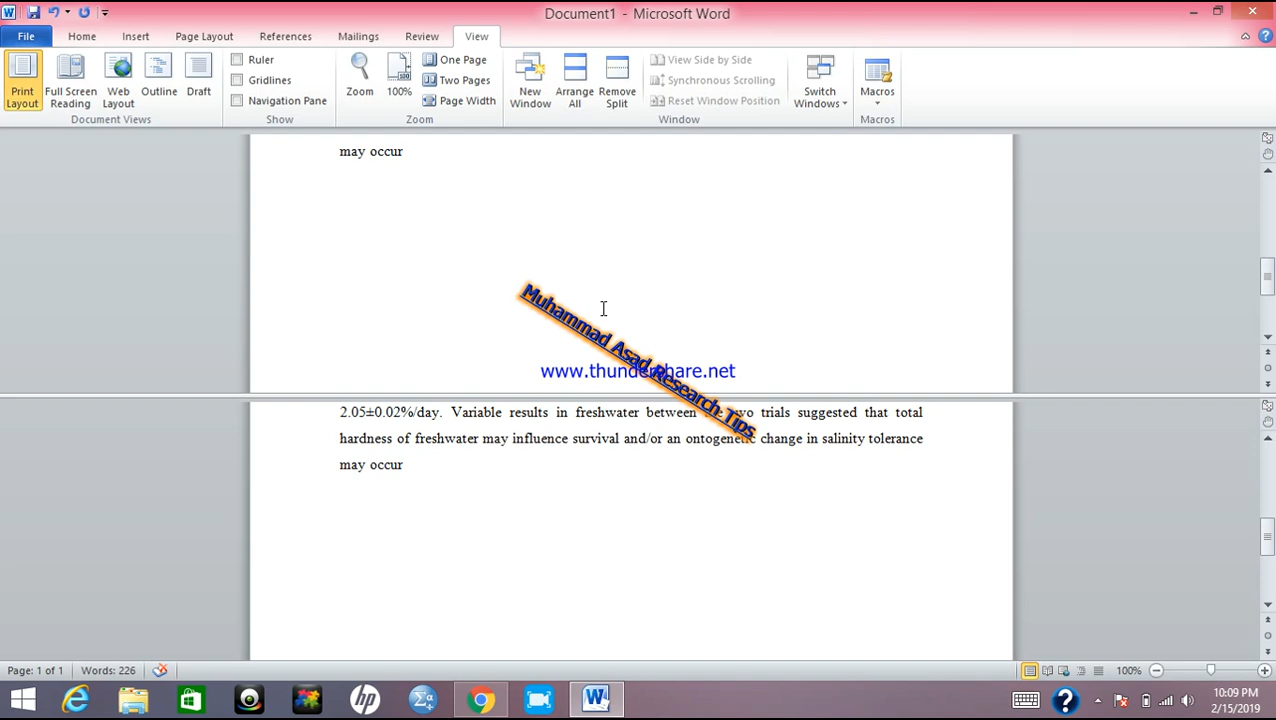 Document1 - Microsoft Word
File Home Insert Page Layout References Mailings Review View
Print Layout
Full Screen Reading
Web Layout
Outline
Draft
Document Views
Ruler
Gridlines
Navigation Pane
Show
Zoom
100%
One Page
Two Pages
Page Width
Zoom
New Window
Arrange All
Remove Split
View Side by Side
Synchronous Scrolling
Reset Window Position
Window
Switch Windows
Macros
Macros
may occur
Muhammad Asad Research Tips
www.thundershare.net
2.05±0.02%/day. Variable results in freshwater between two trials suggested that total
hardness of freshwater may influence survival and/or an ontogenetic change in salinity tolerance
may occur
Page: 1 of 1 Words: 226 100%
10:09 PM
2/15/2019